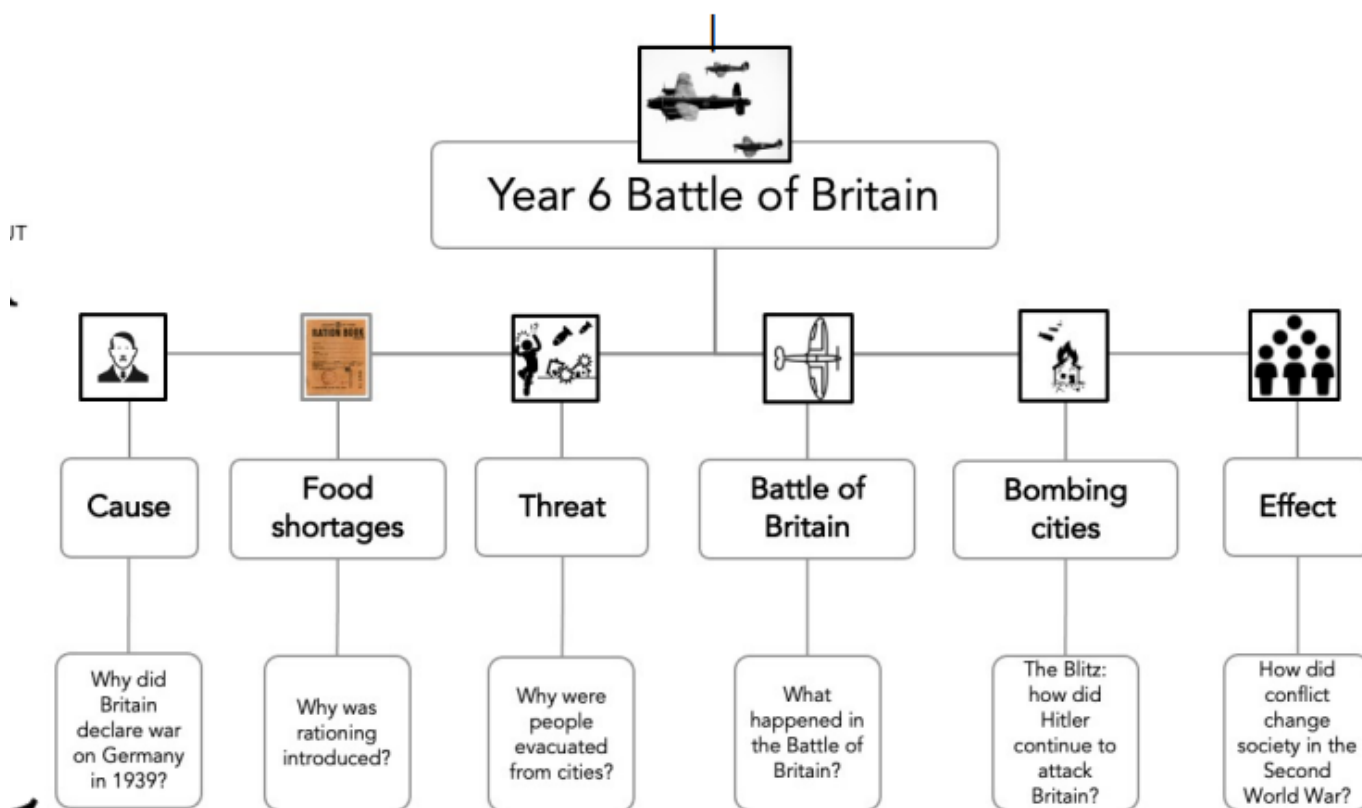 Year 6 Battle of Britain
UT
RATION BOOK
Cause
Food
shortages
Threat
Battle of
Britain
Bombing
cities
Effect
Why did
Britain
declare war
on Germany
in 1939?
Why was
rationing
introduced?
Why were
people
evacuated
from cities?
What
happened in
the Battle of
Britain?
The Blitz:
how did
Hitler
continue to
attack
Britain?
How did
conflict
change
society in the
Second
World War?